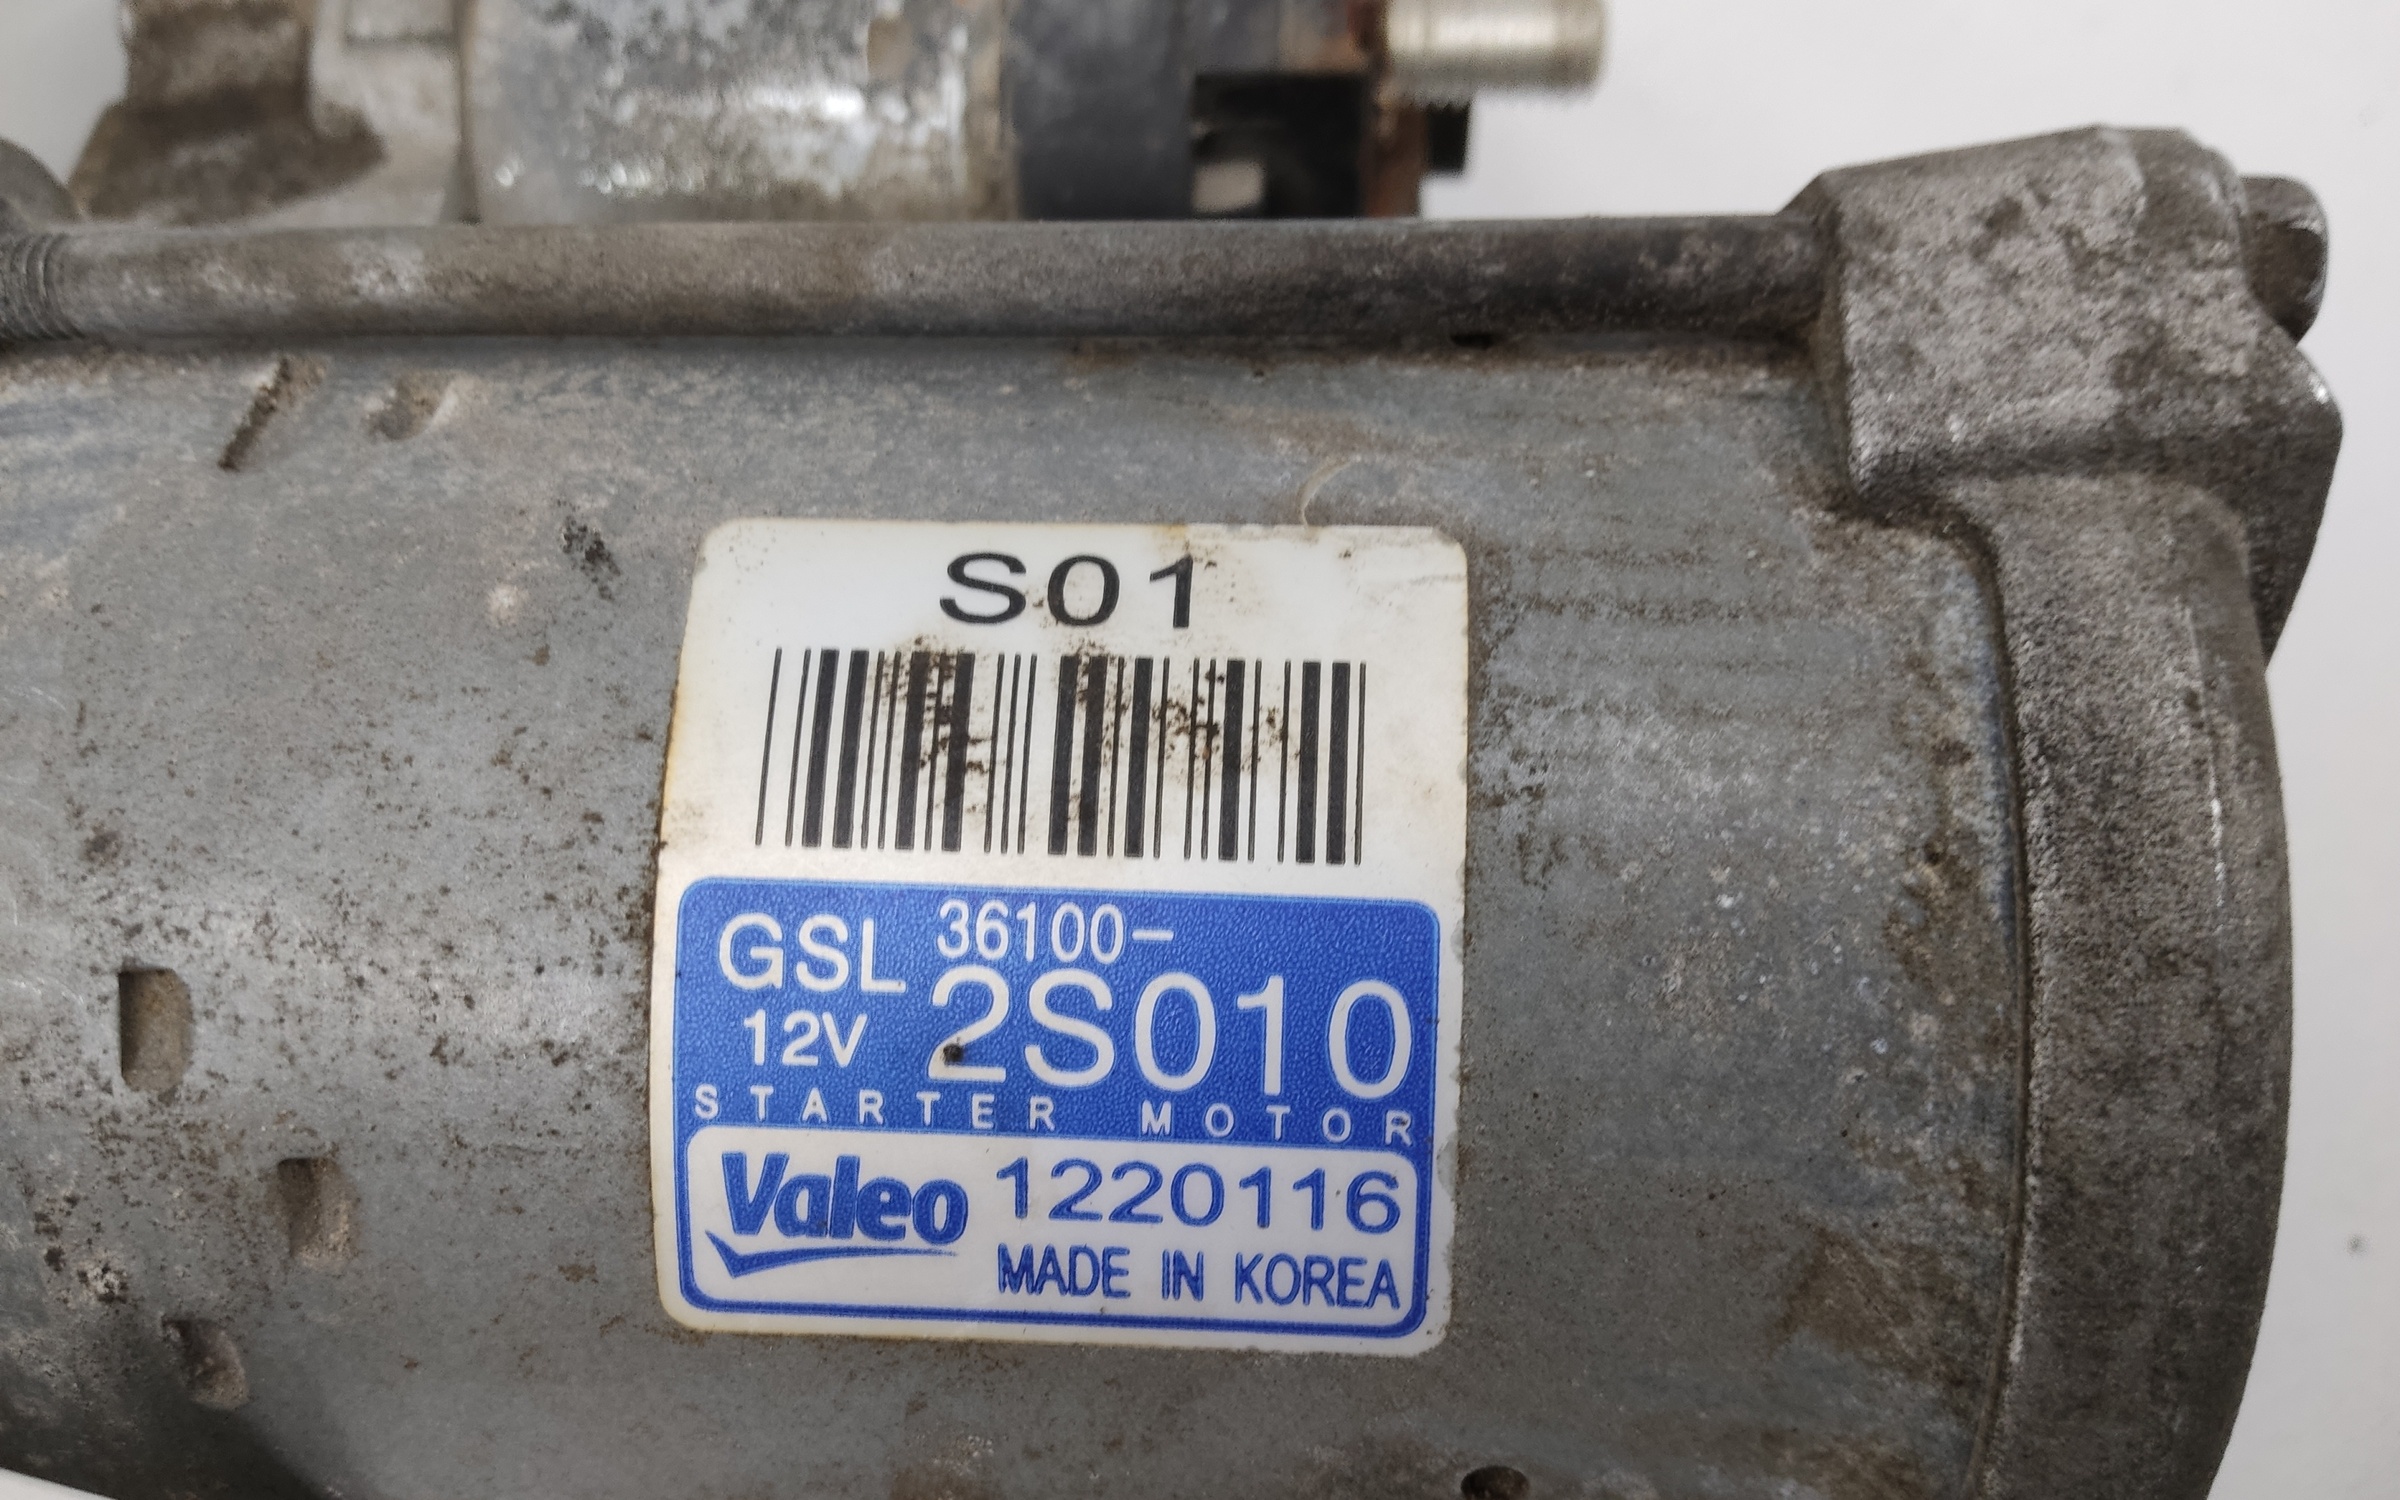 S01
GSL 36100-
12V 2S010
STARTER MOTOR
Valeo 1220116
MADE IN KOREA